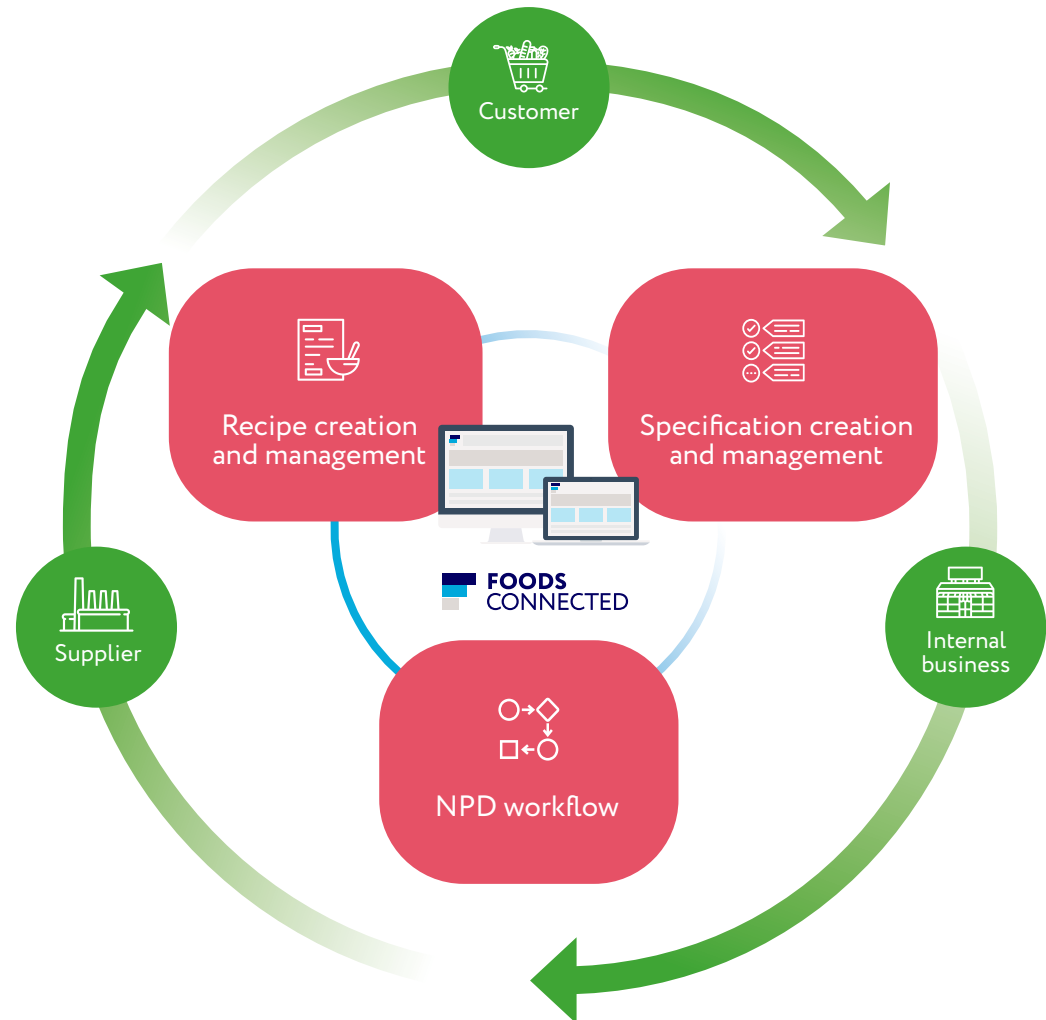 Customer
Recipe creation
and management
Specification creation
and management
FOODS
CONNECTED
Supplier
Internal
business
NPD workflow